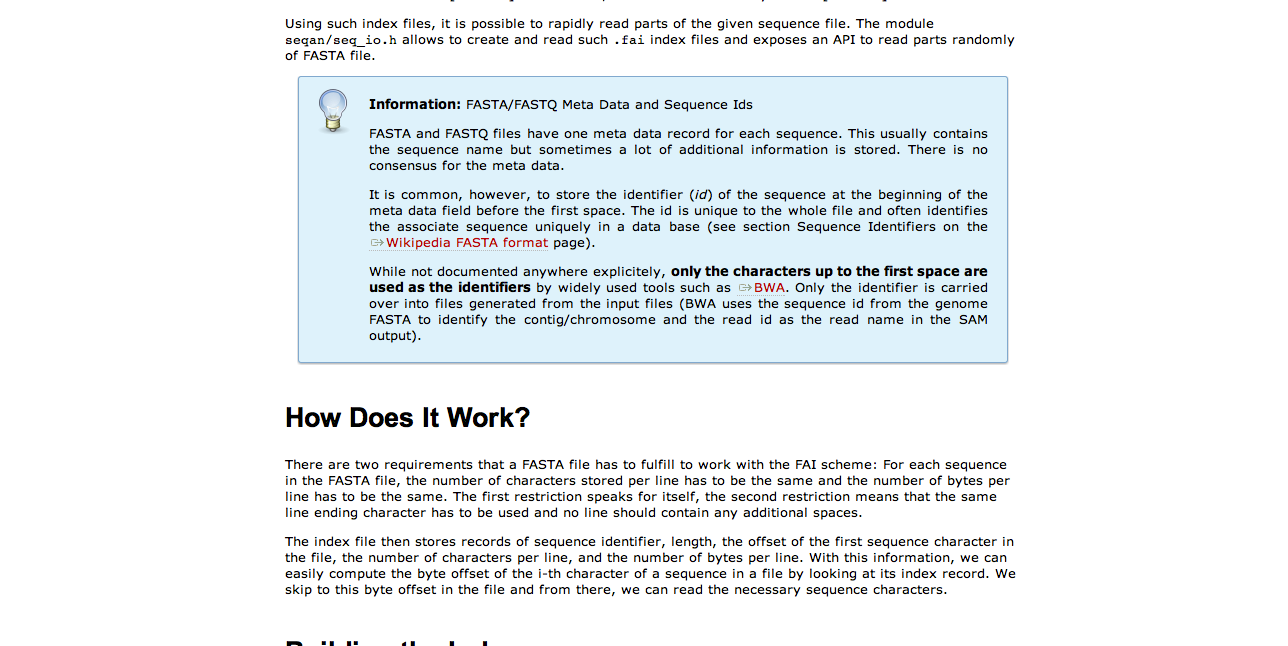 Using such index files, it is possible to rapidly read parts of the given sequence file. The module
seqan/seq_io.h allows to create and read such .fai index files and exposes an API to read parts randomly
of FASTA file.
Information: FASTA/FASTQ Meta Data and Sequence Ids
FASTA and FASTQ files have one meta data record for each sequence. This usually contains
the sequence name but sometimes a lot of additional information is stored. There is no
consensus for the meta data.
It is common, however, to store the identifier (id) of the sequence at the beginning of the
meta data field before the first space. The id is unique to the whole file and often identifies
the associate sequence uniquely in a data base (see section Sequence Identifiers on the
Wikipedia FASTA format page).
While not documented anywhere explicitely, only the characters up to the first space are
used as the identifiers by widely used tools such as BWA. Only the identifier is carried
over into files generated from the input files (BWA uses the sequence id from the genome
FASTA to identify the contig/chromosome and the read id as the read name in the SAM
output).
How Does It Work?
There are two requirements that a FASTA file has to fulfill to work with the FAI scheme: For each sequence
in the FASTA file, the number of characters stored per line has to be the same and the number of bytes per
line has to be the same. The first restriction speaks for itself, the second restriction means that the same
line ending character has to be used and no line should contain any additional spaces.
The index file then stores records of sequence identifier, length, the offset of the first sequence character in
the file, the number of characters per line, and the number of bytes per line. With this information, we can
easily compute the byte offset of the i-th character of a sequence in a file by looking at its index record. We
skip to this byte offset in the file and from there, we can read the necessary sequence characters.